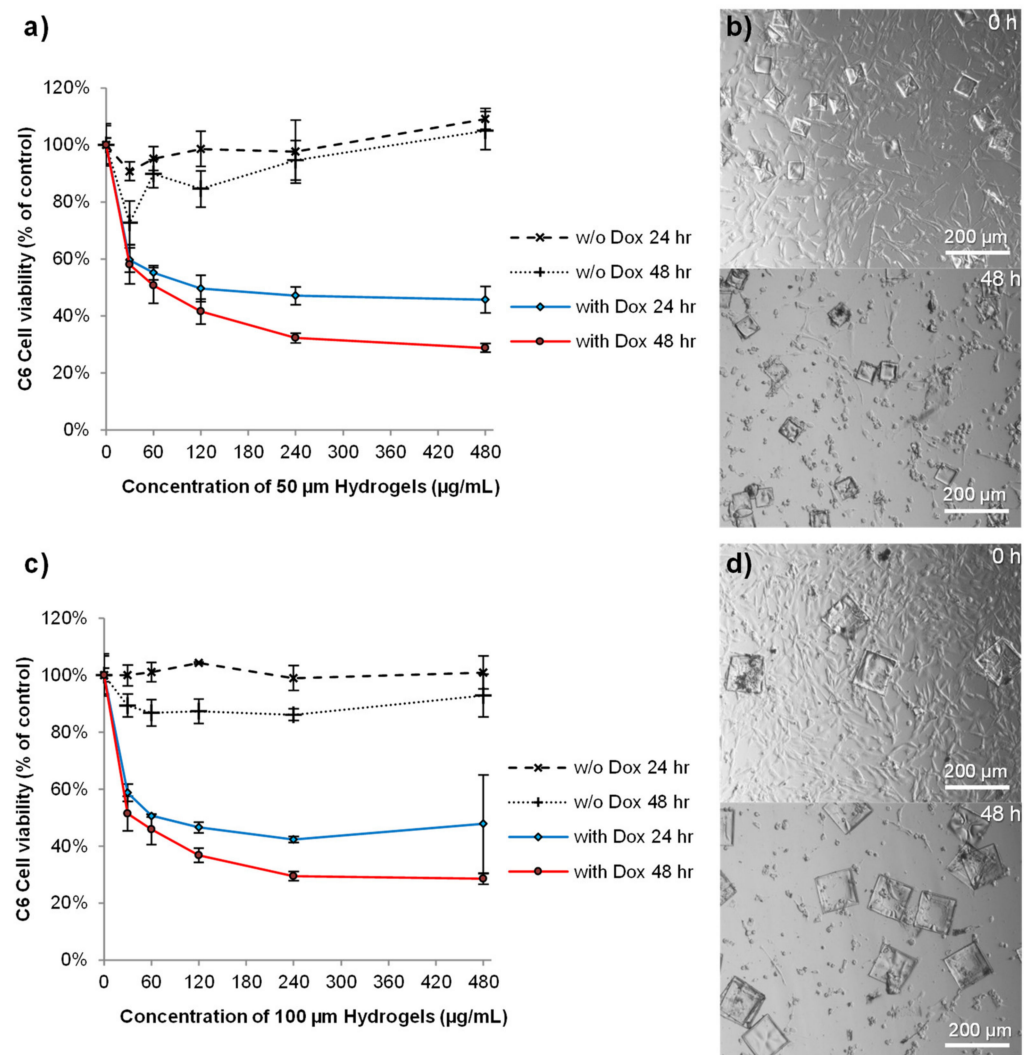 a)
120%
100%
80%
60%
40%
20%
0%
C6 Cell viability (% of control)
0 60 120 180 240 300 360 420 480
Concentration of 50 µm Hydrogels (µg/mL)
w/o Dox 24 hr
w/o Dox 48 hr
with Dox 24 hr
with Dox 48 hr
b)
0 h
200 µm
48 h
200 µm
c)
120%
100%
80%
60%
40%
20%
0%
C6 Cell viability (% of control)
0 60 120 180 240 300 360 420 480
Concentration of 100 µm Hydrogels (µg/mL)
w/o Dox 24 hr
w/o Dox 48 hr
with Dox 24 hr
with Dox 48 hr
d)
0 h
200 µm
48 h
200 µm